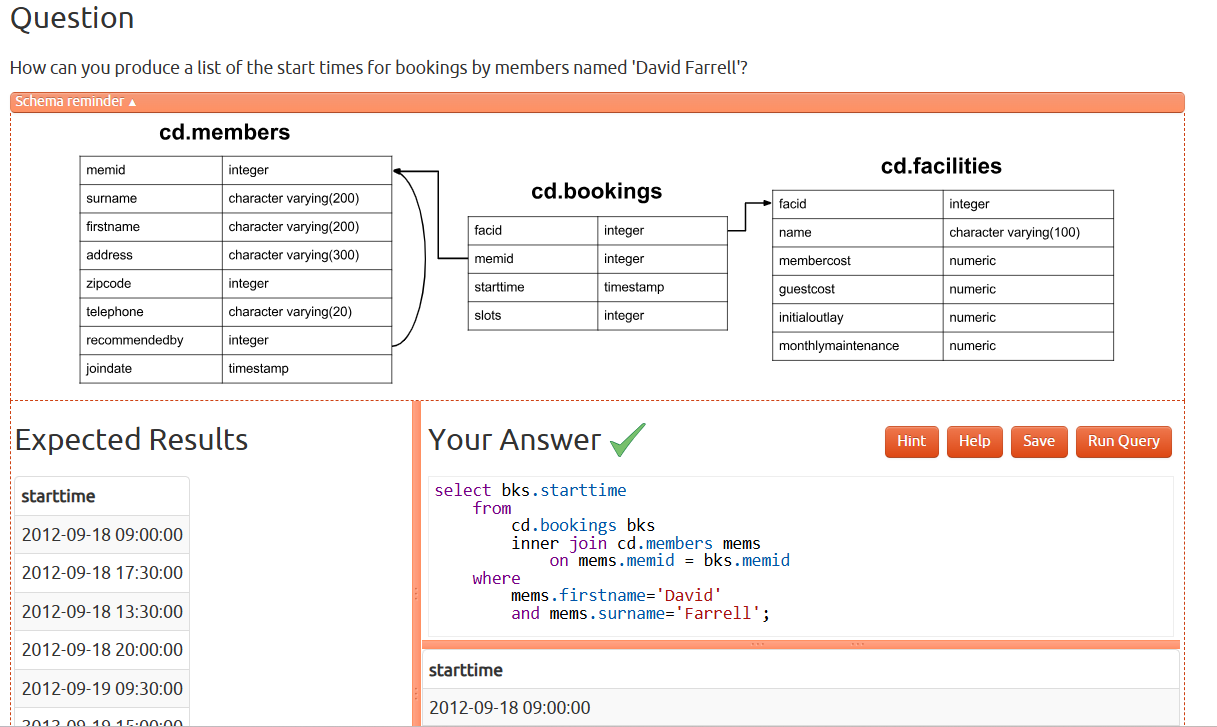 Question
How can you produce a list of the start times for bookings by members named 'David Farrell'?
Schema reminder ▲
cd.members
memid integer
surname character varying(200)
firstname character varying(200)
address character varying(300)
zipcode integer
telephone character varying(20)
recommendedby integer
joindate timestamp
cd.bookings
facid integer
memid integer
starttime timestamp
slots integer
cd.facilities
facid integer
name character varying(100)
membercost numeric
guestcost numeric
initialoutlay numeric
monthlymaintenance numeric
Expected Results
starttime
2012-09-18 09:00:00
2012-09-18 17:30:00
2012-09-18 13:30:00
2012-09-18 20:00:00
2012-09-19 09:30:00
2012-09-19 15:00:00
Your Answer
Hint Help Save Run Query
select bks.starttime
from
cd.bookings bks
inner join cd.members mems
on mems.memid = bks.memid
where
mems.firstname='David'
and mems.surname='Farrell';
starttime
2012-09-18 09:00:00